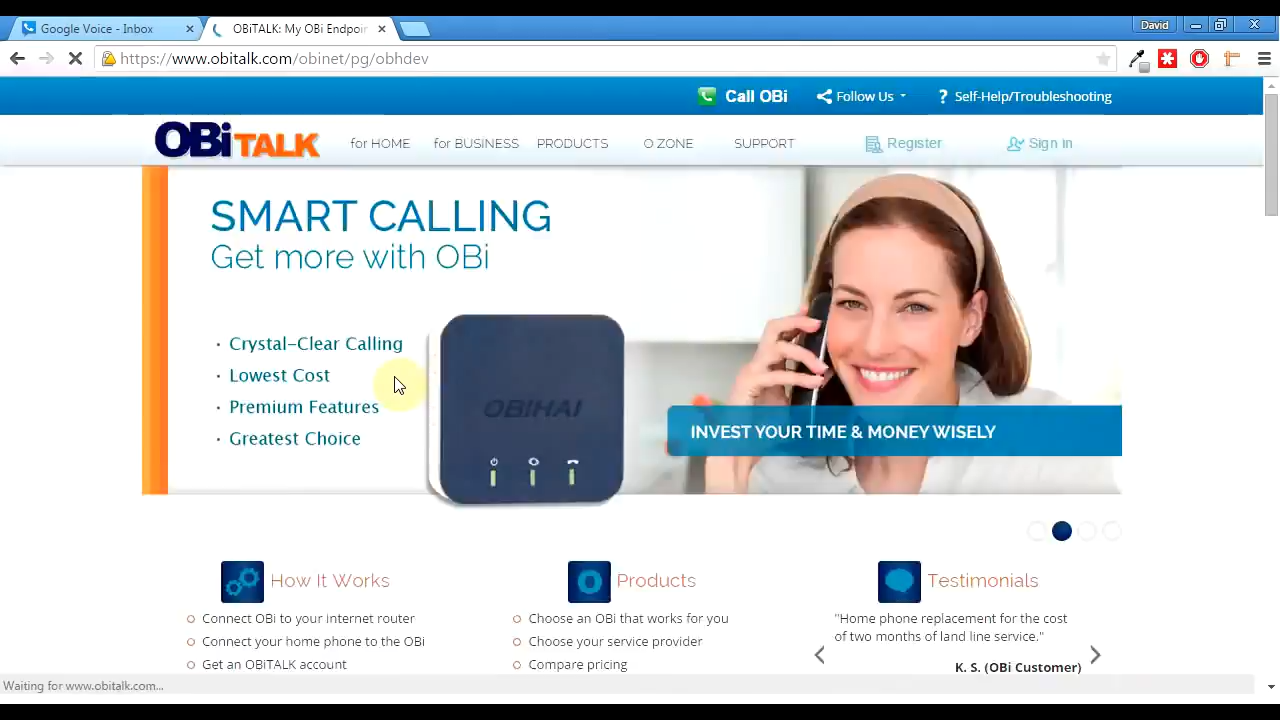 Google Voice - Inbox
OBiTALK: My OBi Endpoin
David
https://www.obitalk.com/obinet/pg/obhdev
Call OBi
Follow Us
? Self-Help/Troubleshooting
OBiTALK
for HOME
for BUSINESS
PRODUCTS
O ZONE
SUPPORT
Register
Sign in
SMART CALLING
Get more with OBi
· Crystal-Clear Calling
· Lowest Cost
· Premium Features
· Greatest Choice
OBIHAI
INVEST YOUR TIME & MONEY WISELY
How It Works
Connect OBi to your internet router
Connect your home phone to the OBi
Get an OBiTALK account
Products
Choose an OBi that works for you
Choose your service provider
Compare pricing
Testimonials
"Home phone replacement for the cost
of two months of land line service."
K. S. (OBi Customer)
Waiting for www.obitalk.com...